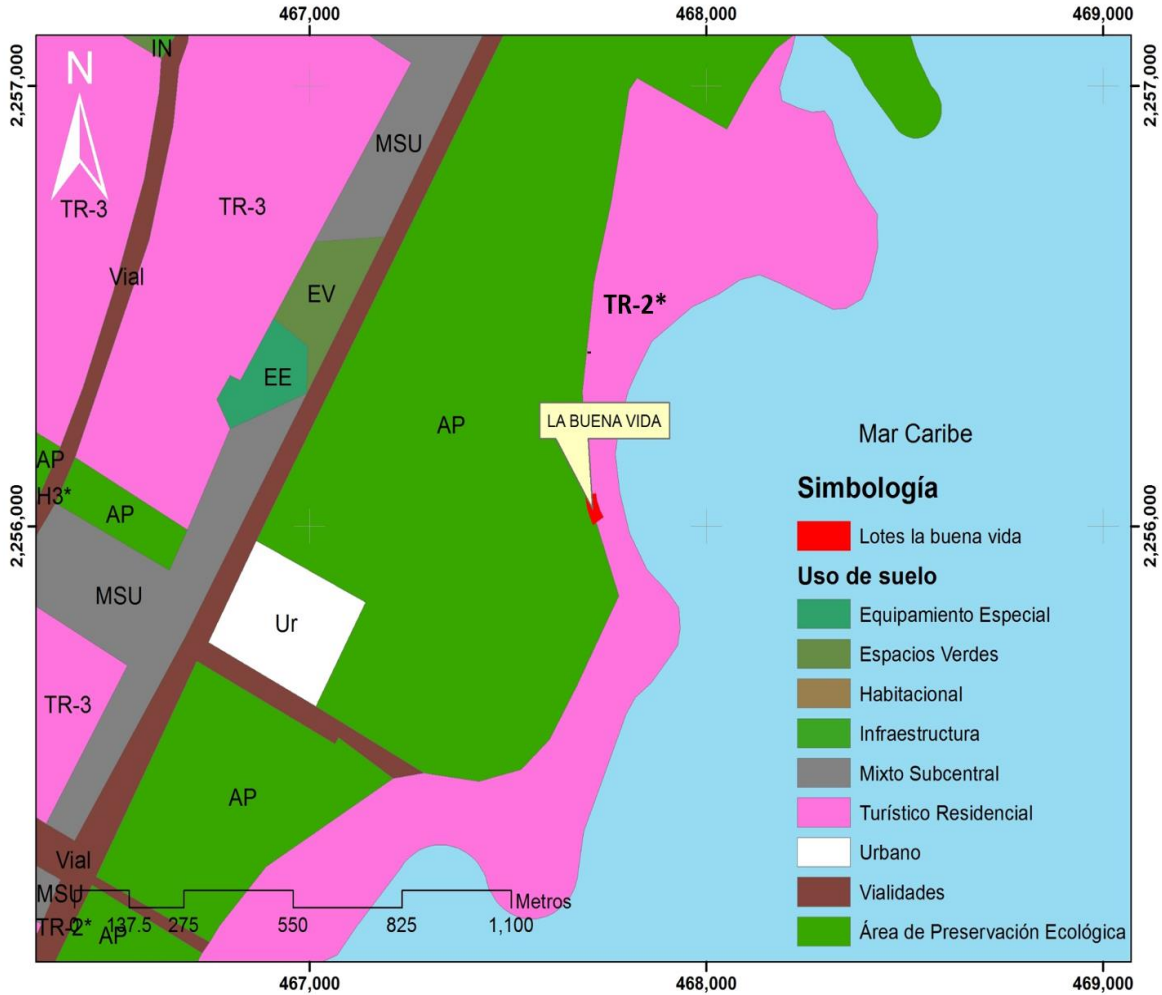 467,000
468,000
469,000
2,257,000
2,257,000
N
IN
MSU
TR-3
TR-3
Vial
EV
TR-2*
EE
AP
LA BUENA VIDA
Mar Caribe
AP
H3*
AP
2,256,000
2,256,000
MSU
Ur
TR-3
AP
Vial
MSU
TR-2*
AP
Simbología
Lotes la buena vida
Uso de suelo
Equipamiento Especial
Espacios Verdes
Habitacional
Infraestructura
Mixto Subcentral
Turístico Residencial
Urbano
Vialidades
Área de Preservación Ecológica
Metros
0 137.5 275 550 825 1,100
467,000
468,000
469,000